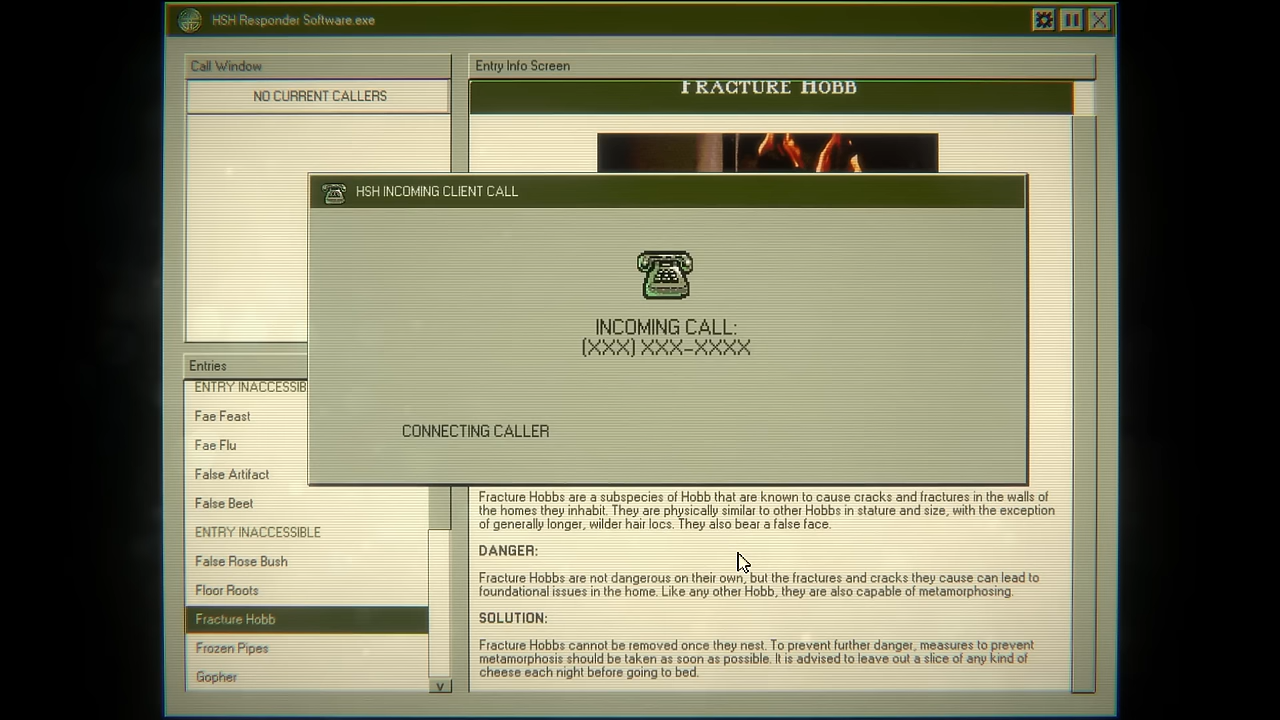 HSH Responder Software.exe
Call Window
NO CURRENT CALLERS
Entry Info Screen
FRACTURE HOBB
HSH INCOMING CLIENT CALL
INCOMING CALL:
(XXX) XXX-XXXX
CONNECTING CALLER
Entries
ENTRY INACCESSIB
Fae Feast
Fae Flu
False Artifact
False Beet
ENTRY INACCESSIBLE
False Rose Bush
Floor Roots
Fracture Hobb
Frozen Pipes
Gopher
Fracture Hobbs are a subspecies of Hobb that are known to cause cracks and fractures in the walls of
the homes they inhabit. They are physically similar to other Hobbs in stature and size, with the exception
of generally longer, wilder hair locs. They also bear a false face.
DANGER:
Fracture Hobbs are not dangerous on their own, but the fractures and cracks they cause can lead to
foundational issues in the home. Like any other Hobb, they are also capable of metamorphosing.
SOLUTION:
Fracture Hobbs cannot be removed once they nest. To prevent further danger, measures to prevent
metamorphosis should be taken as soon as possible. It is advised to leave out a slice of any kind of
cheese each night before going to bed.